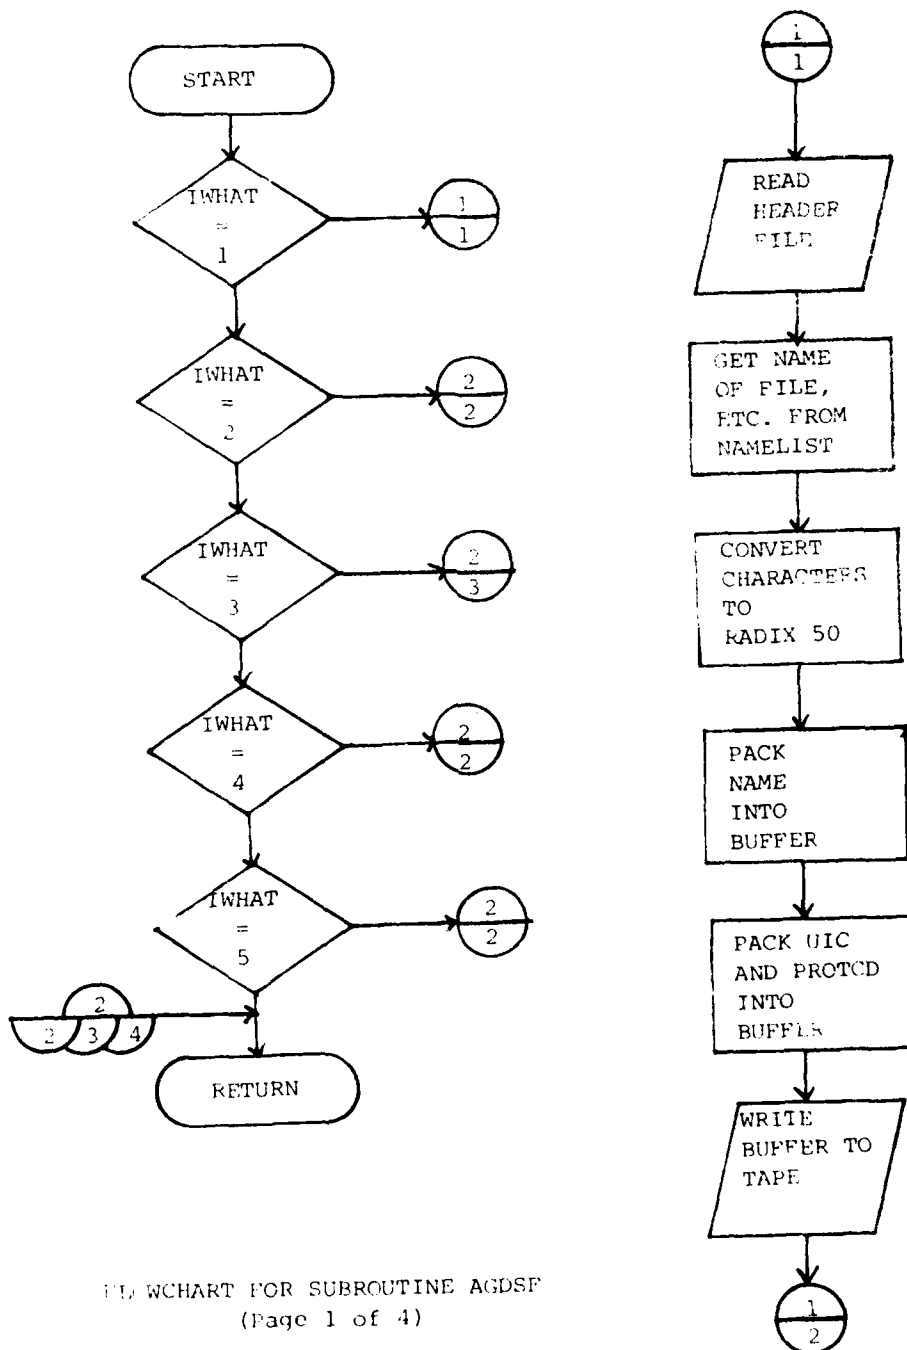 START
IWHAT
=
1
1
1
IWHAT
=
2
2
2
IWHAT
=
3
2
3
IWHAT
=
4
2
2
IWHAT
=
5
2
2
2
2 3 4
RETURN
1
1
READ
HEADER
FILE
GET NAME
OF FILE,
ETC. FROM
NAMELIST
CONVERT
CHARACTERS
TO
RADIX 50
PACK
NAME
INTO
BUFFER
PACK UIC
AND PROTCD
INTO
BUFFER
WRITE
BUFFER TO
TAPE
1
2
FLOWCHART FOR SUBROUTINE AGDSF
(Page 1 of 4)